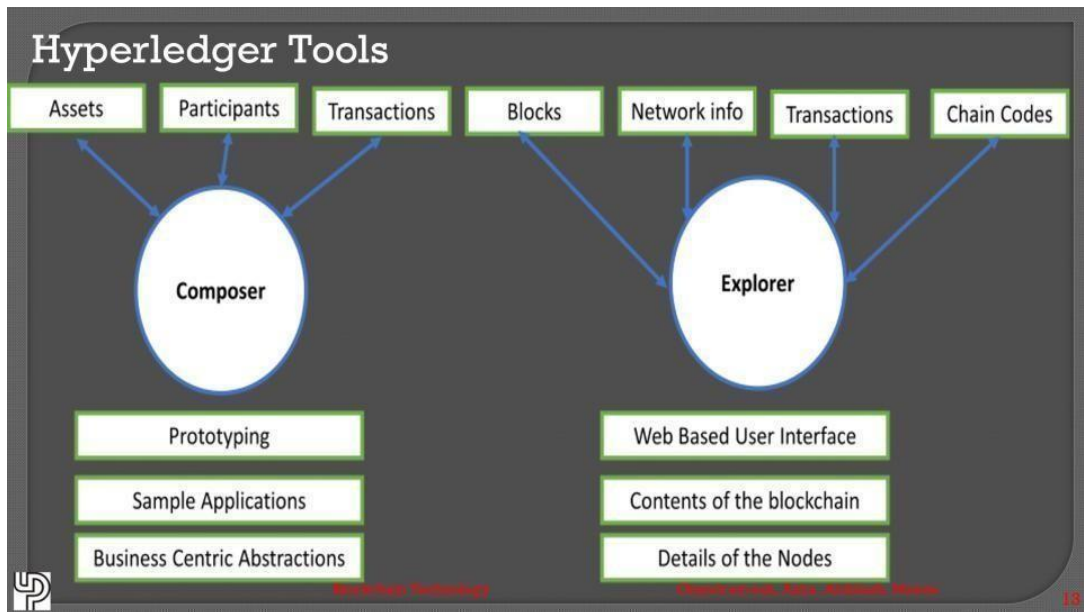 Hyperledger Tools
Assets
Participants
Transactions
Blocks
Network info
Transactions
Chain Codes
Composer
Explorer
Prototyping
Sample Applications
Business Centric Abstractions
Web Based User Interface
Contents of the blockchain
Details of the Nodes
Blockchain Technology
13